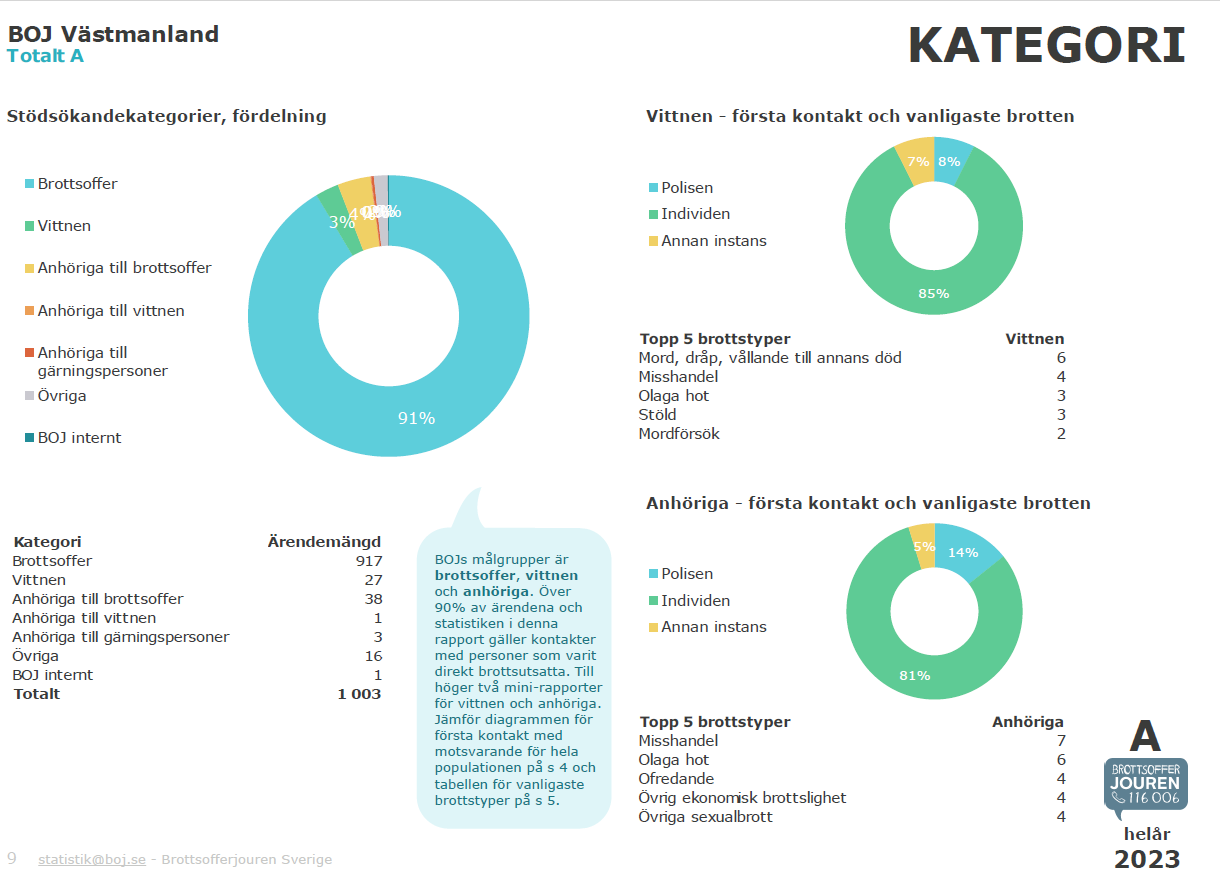 BOJ Västmanland
Totalt A
KATEGORI
Stödsökandekategorier, fördelning
Brottsoffer
Vittnen
Anhöriga till brottsoffer
Anhöriga till vittnen
Anhöriga till
gärningspersoner
Övriga
BOJ internt
3%
4%
91%
Kategori Ärendemängd
Brottsoffer 917
Vittnen 27
Anhöriga till brottsoffer 38
Anhöriga till vittnen 1
Anhöriga till gärningspersoner 3
Övriga 16
BOJ internt 1
Totalt 1 003
BOJs målgrupper är
brottsoffer, vittnen
och anhöriga. Över
90% av ärendena och
statistiken i denna
rapport gäller kontakter
med personer som varit
direkt brottsutsatta. Till
höger två mini-rapporter
för vittnen och anhöriga.
Jämför diagrammen för
första kontakt med
motsvarande för hela
populationen på s 4 och
tabellen för vanligaste
brottstyper på s 5.
Vittnen - första kontakt och vanligaste brotten
Polisen
Individen
Annan instans
7% 8%
85%
Topp 5 brottstyper Vittnen
Mord, dråp, vållande till annans död 6
Misshandel 4
Olaga hot 3
Stöld 3
Mordförsök 2
Anhöriga - första kontakt och vanligaste brotten
Polisen
Individen
Annan instans
5% 14%
81%
Topp 5 brottstyper Anhöriga
Misshandel 7
Olaga hot 6
Ofredande 4
Övrig ekonomisk brottslighet 4
Övriga sexualbrott 4
A
BROTTSOFFER
JOUREN
116 006
helår
2023
9 statistik@boj.se - Brottsofferjouren Sverige